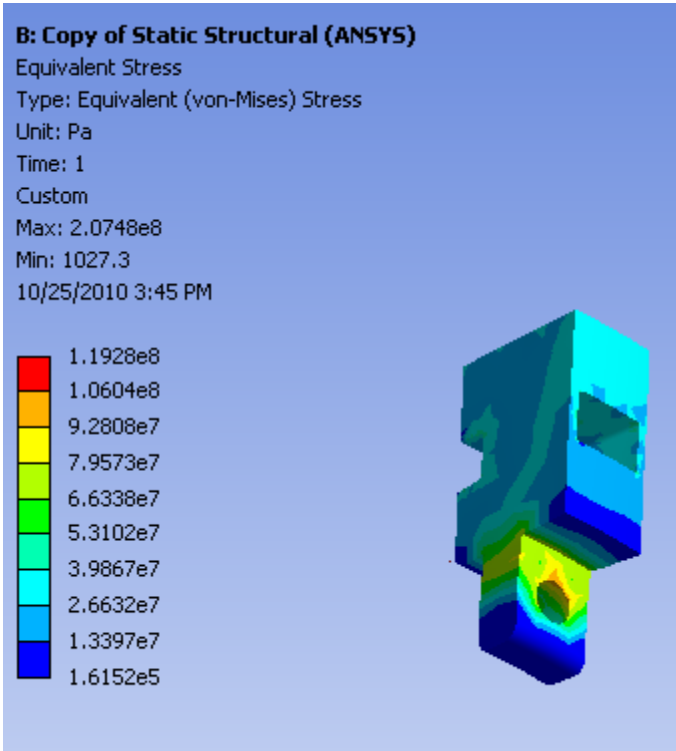 B: Copy of Static Structural (ANSYS)
Equivalent Stress
Type: Equivalent (von-Mises) Stress
Unit: Pa
Time: 1
Custom
Max: 2.0748e8
Min: 1027.3
10/25/2010 3:45 PM
1.1928e8
1.0604e8
9.2808e7
7.9573e7
6.6338e7
5.3102e7
3.9867e7
2.6632e7
1.3397e7
1.6152e5